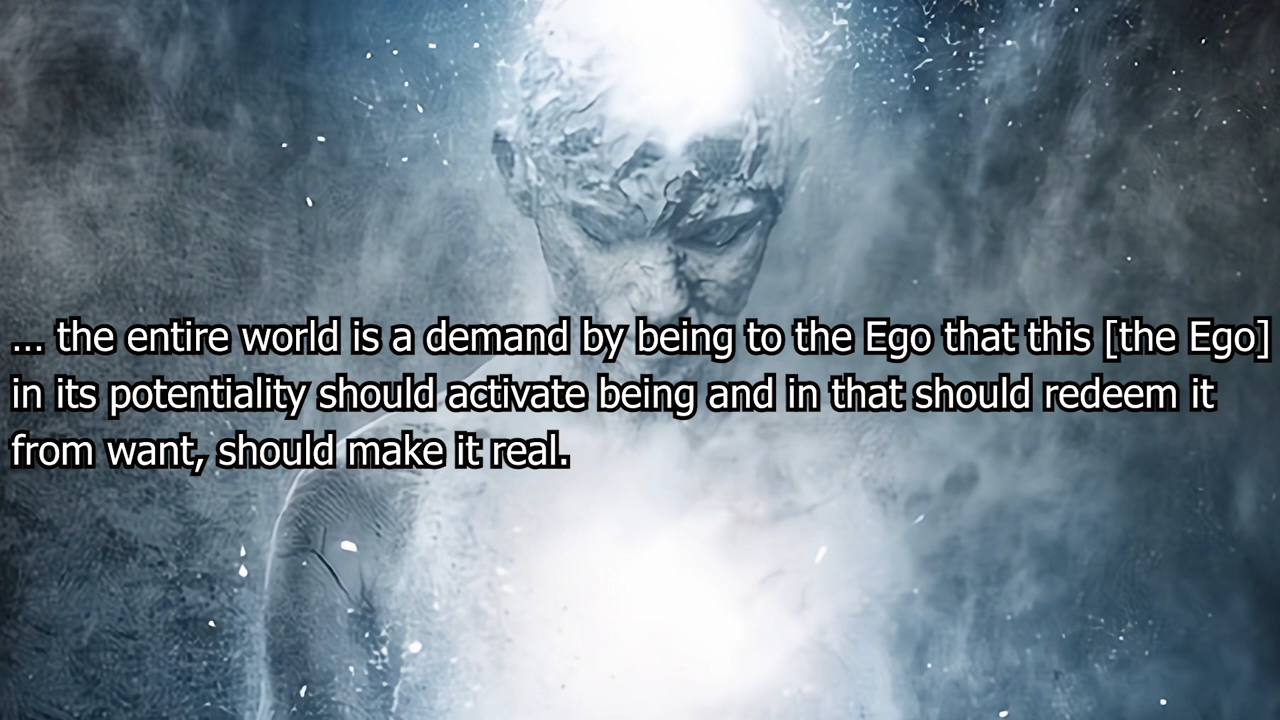 ... the entire world is a demand by being to the Ego that this [the Ego]
in its potentiality should activate being and in that should redeem it
from want, should make it real.